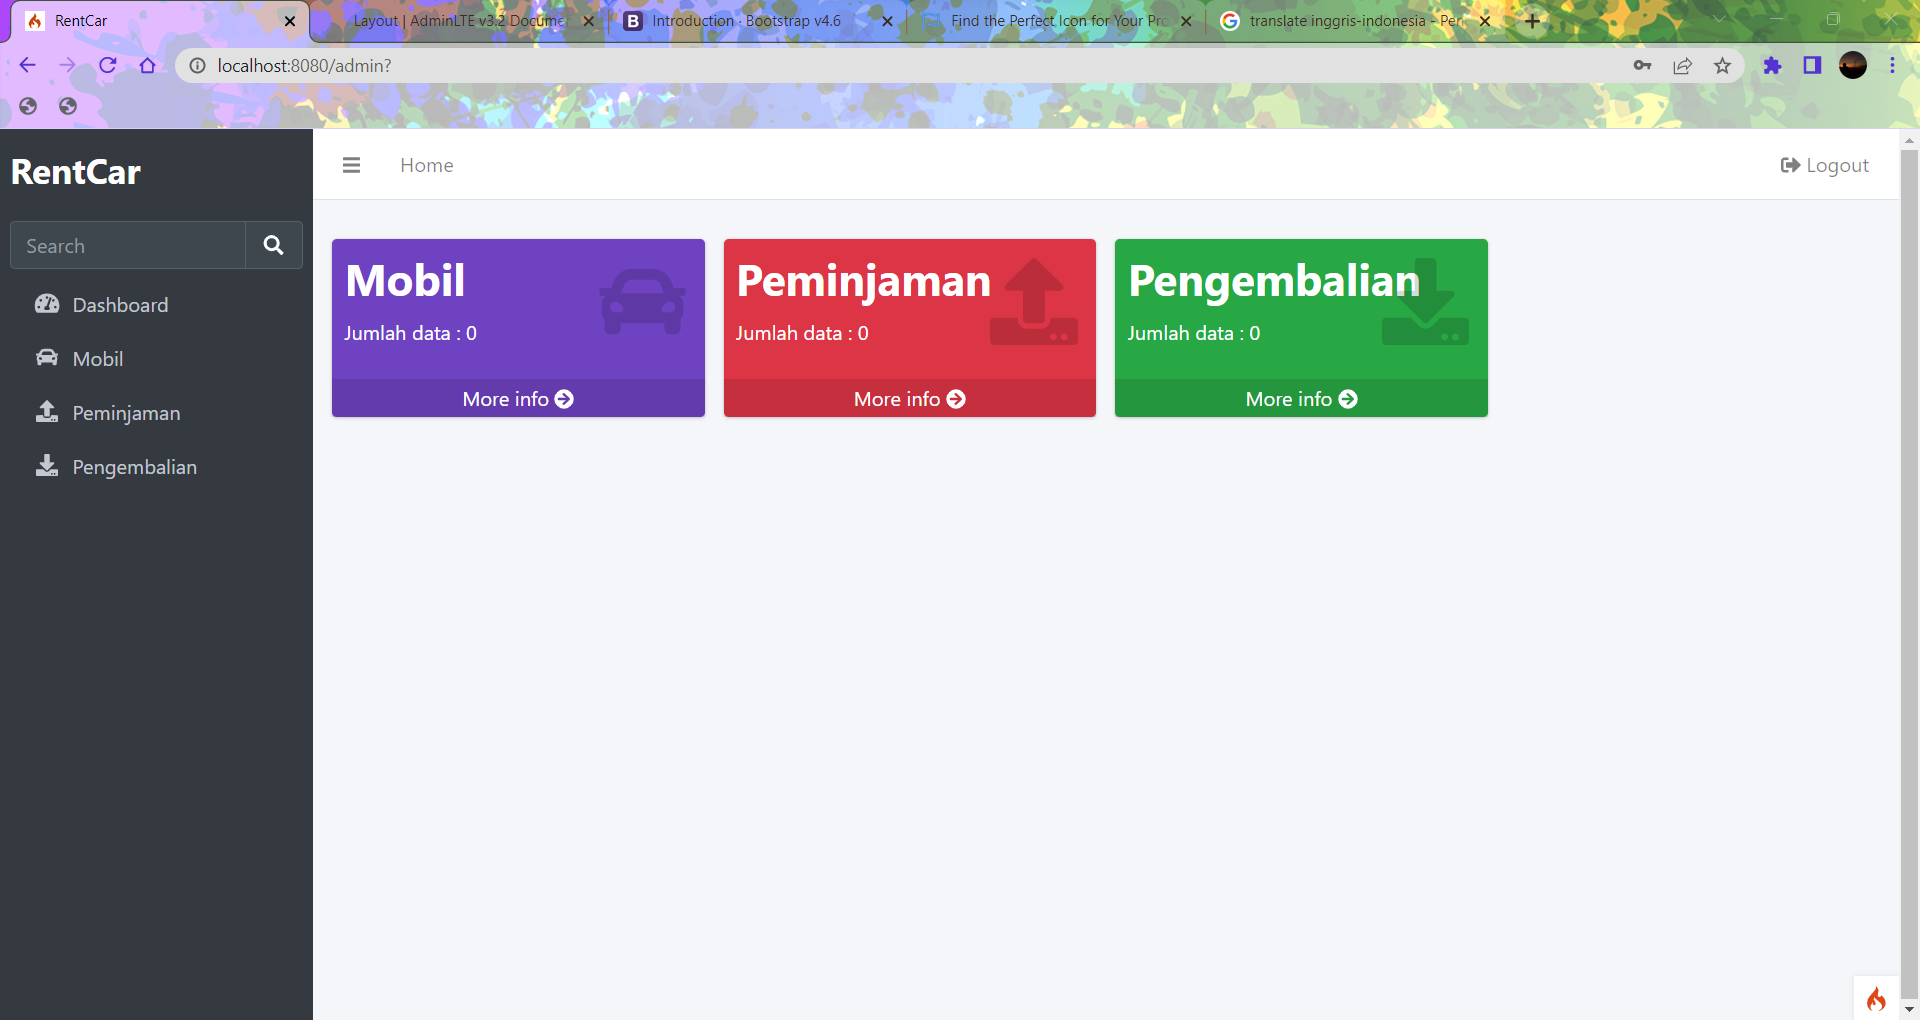 RentCar
Layout | AdminLTE v3.2 Docume
Introduction · Bootstrap v4.6
Find the Perfect Icon for Your Pro
translate inggris-indonesia - Pen
localhost:8080/admin?
RentCar
Home
Logout
Search
Dashboard
Mobil
Peminjaman
Pengembalian
Mobil
Jumlah data : 0
More info
Peminjaman
Jumlah data : 0
More info
Pengembalian
Jumlah data : 0
More info